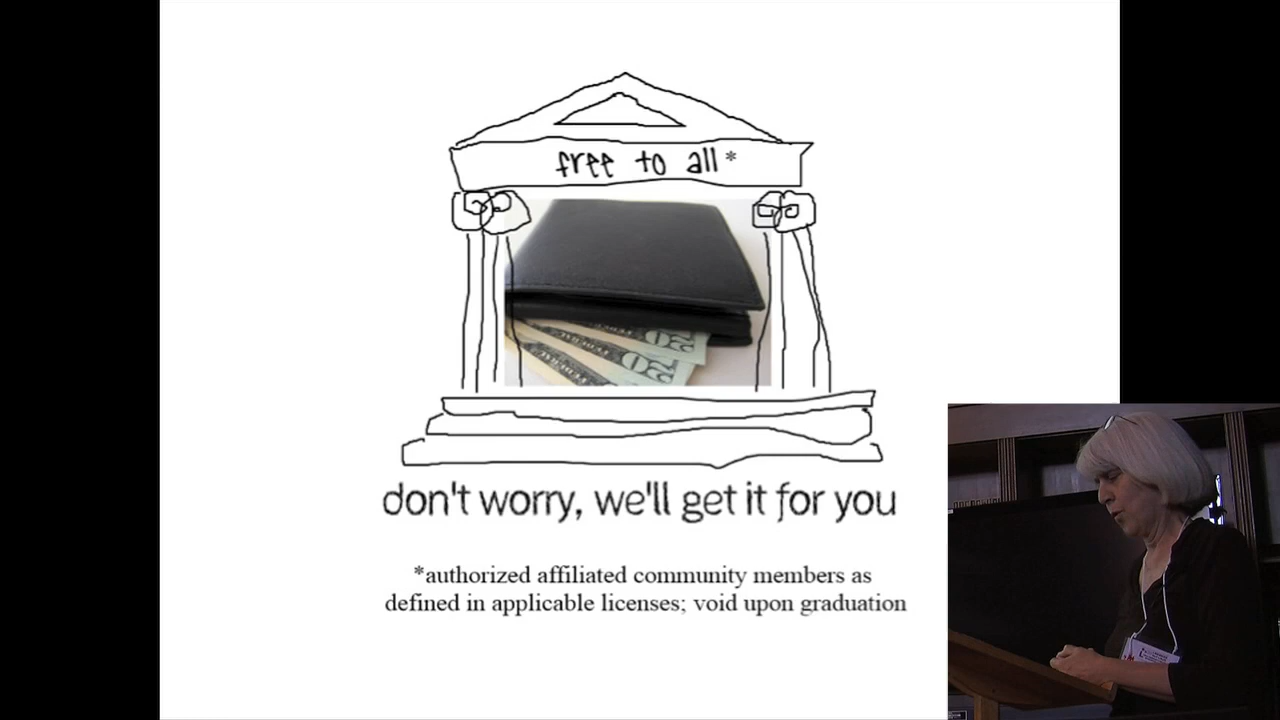 free to all*
don't worry, we'll get it for you
*authorized affiliated community members as
defined in applicable licenses; void upon graduation